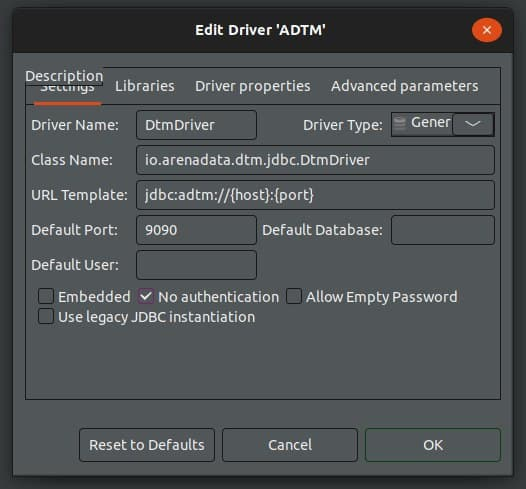 Edit Driver 'ADTM'
Description
Settings Libraries Driver properties Advanced parameters
Driver Name: DtmDriver Driver Type: Gener
Class Name: io.arenadata.dtm.jdbc.DtmDriver
URL Template: jdbc:adtm://{host}:{port}
Default Port: 9090 Default Database:
Default User:
Embedded No authentication Allow Empty Password
Use legacy JDBC instantiation
Reset to Defaults Cancel OK